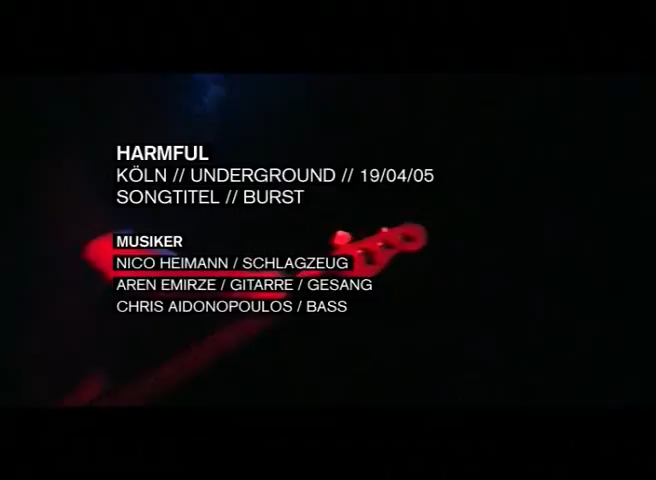 HARMFUL
KÖLN // UNDERGROUND // 19/04/05
SONGTITEL // BURST
MUSIKER
NICO HEIMANN / SCHLAGZEUG
AREN EMIRZE / GITARRE / GESANG
CHRIS AIDONOPOULOS / BASS